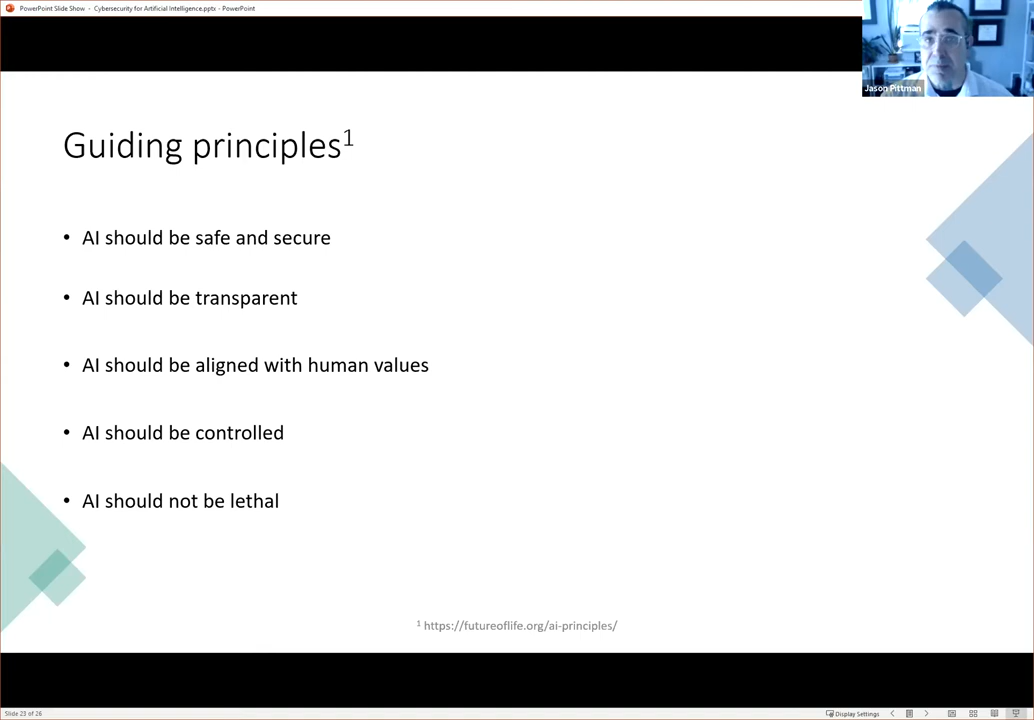 PowerPoint Slide Show - Cybersecurity for Artificial Intelligence.pptx - PowerPoint
Jason Pittman
Guiding principles¹
• AI should be safe and secure
• AI should be transparent
• AI should be aligned with human values
• AI should be controlled
• AI should not be lethal
¹ https://futureoflife.org/ai-principles/
Slide 23 of 26
Display Settings